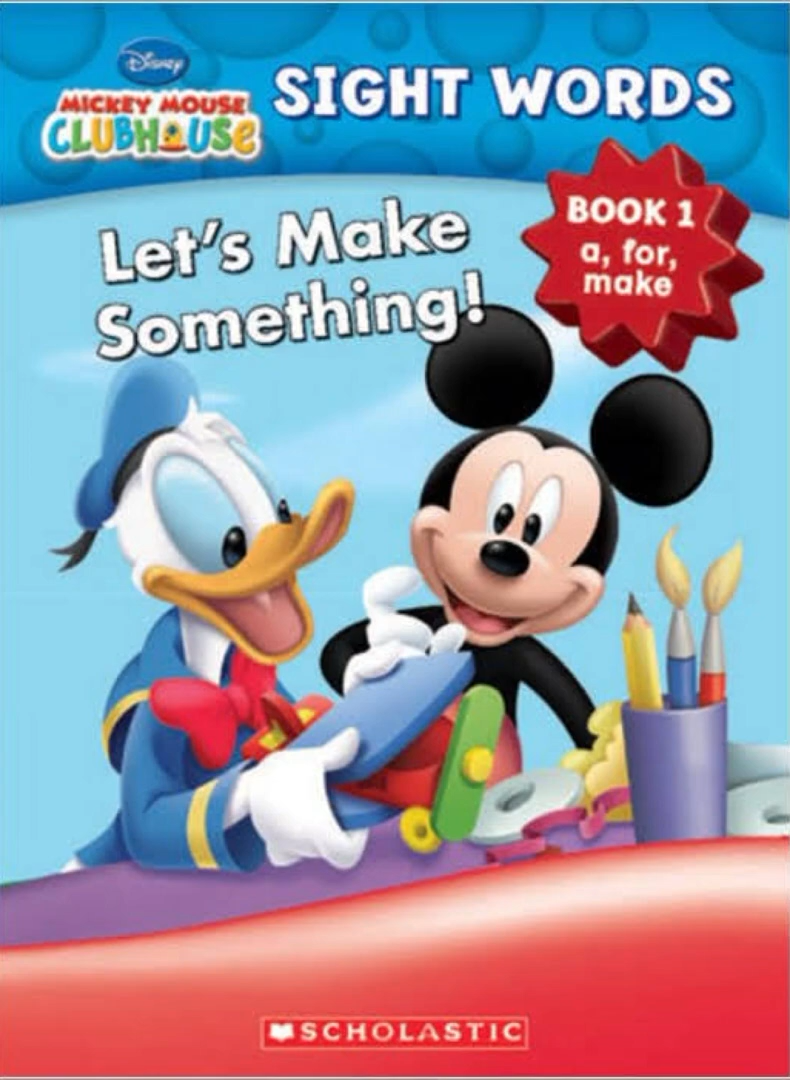 Disney
MICKEY MOUSE
CLUBHOUSE
SIGHT WORDS
Let's Make
Something!
BOOK 1
a, for,
make
SCHOLASTIC